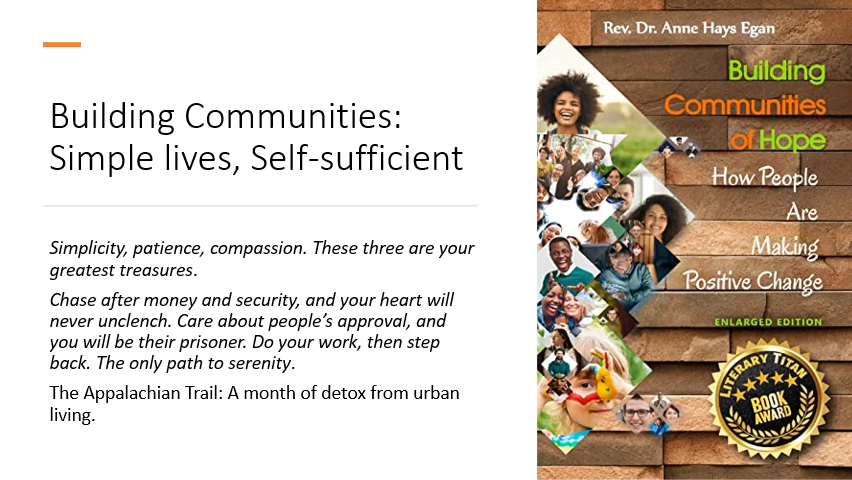 Building Communities:
Simple lives, Self-sufficient
Simplicity, patience, compassion. These three are your
greatest treasures.
Chase after money and security, and your heart will
never unclench. Care about people’s approval, and
you will be their prisoner. Do your work, then step
back. The only path to serenity.
The Appalachian Trail: A month of detox from urban
living.
Rev. Dr. Anne Hays Egan
Building
Communities
of Hope
How People
Are
Making
Positive Change
ENLARGED EDITION
LITERARY TITAN
BOOK
AWARD